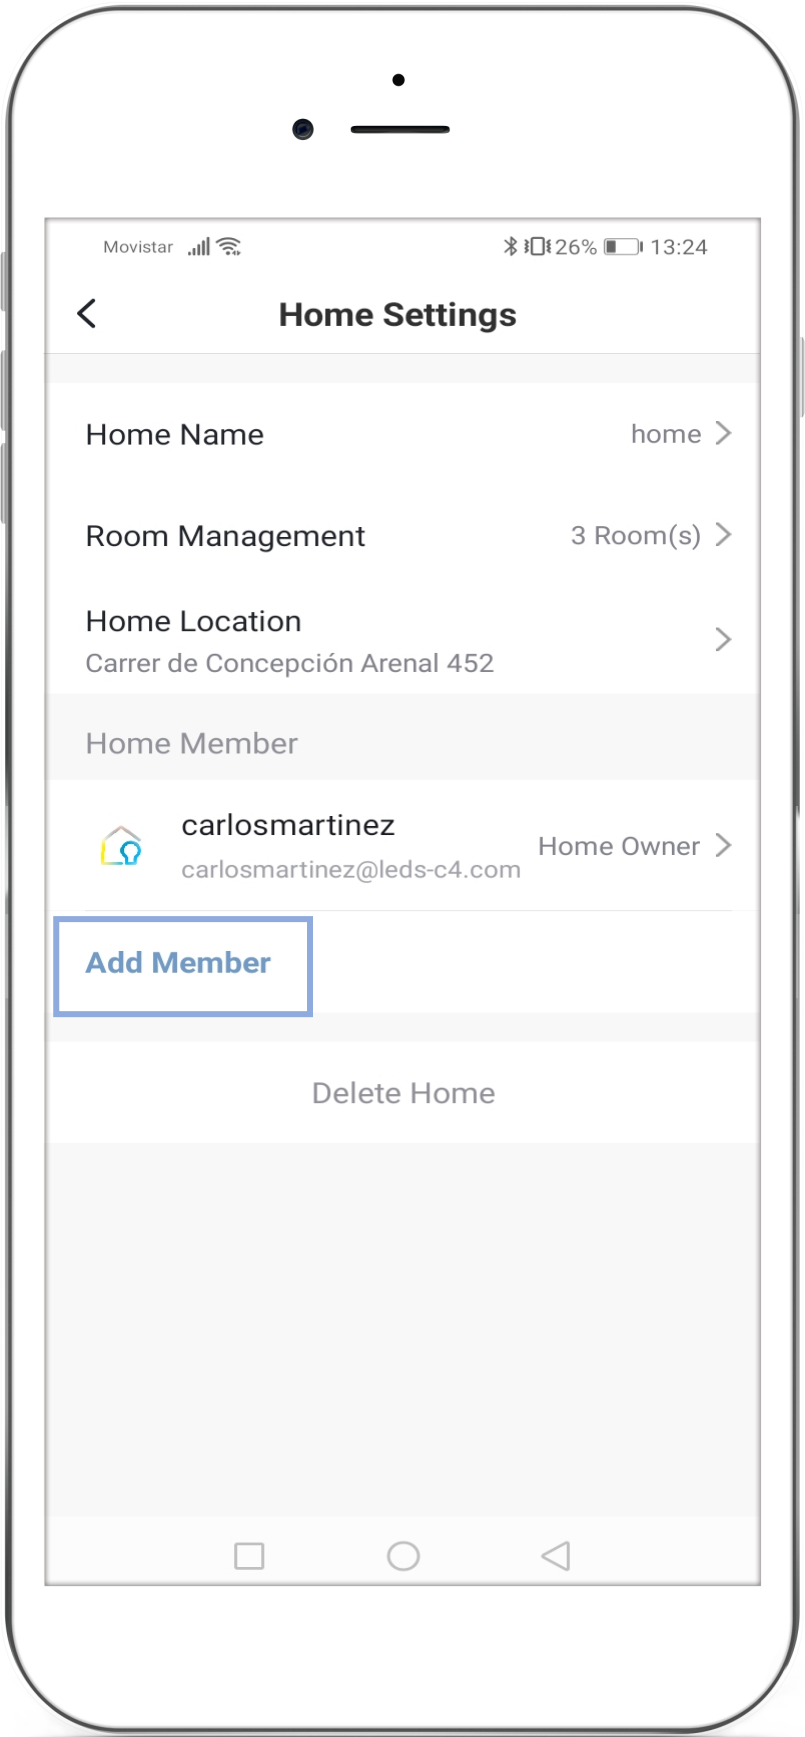 Movistar 26% 13:24
Home Settings
Home Name home
Room Management 3 Room(s)
Home Location
Carrer de Concepción Arenal 452
Home Member
carlosmartinez
carlosmartinez@leds-c4.com Home Owner
Add Member
Delete Home